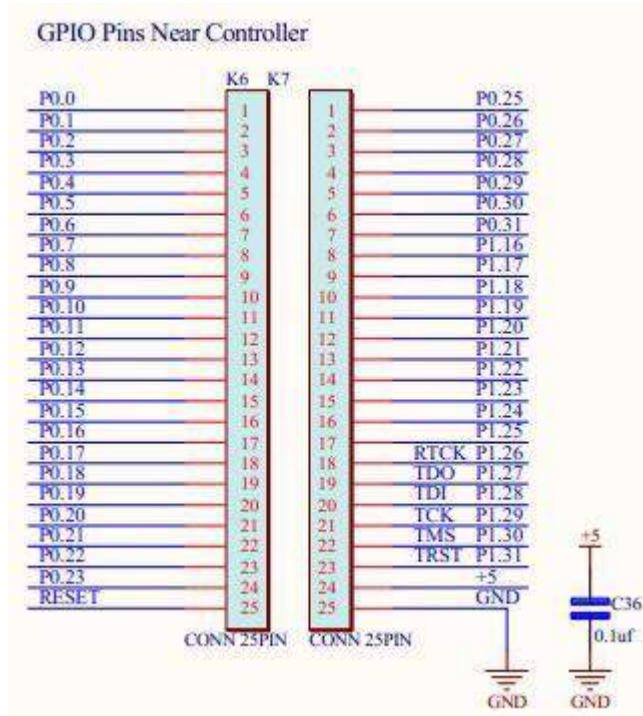 GPIO Pins Near Controller
K6 K7
P0.0 1 1 P0.25
P0.1 2 2 P0.26
P0.2 3 3 P0.27
P0.3 4 4 P0.28
P0.4 5 5 P0.29
P0.5 6 6 P0.30
P0.6 7 7 P0.31
P0.7 8 8 P1.16
P0.8 9 9 P1.17
P0.9 10 10 P1.18
P0.10 11 11 P1.19
P0.11 12 12 P1.20
P0.12 13 13 P1.21
P0.13 14 14 P1.22
P0.14 15 15 P1.23
P0.15 16 16 P1.24
P0.16 17 17 P1.25
P0.17 18 18 RTCK P1.26
P0.18 19 19 TDO P1.27
P0.19 20 20 TDI P1.28
P0.20 21 21 TCK P1.29
P0.21 22 22 TMS P1.30
P0.22 23 23 TRST P1.31
P0.23 24 24 +5
RESET 25 25 GND
CONN 25PIN CONN 25PIN
GND
+5
C36
0.1uf
GND